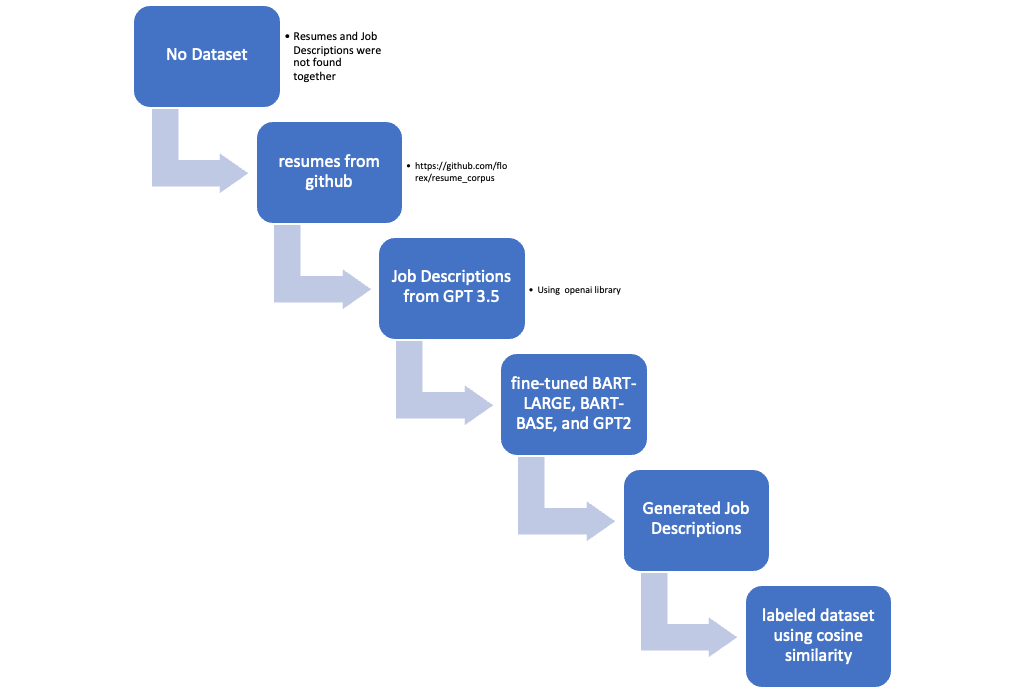 No Dataset
• Resumes and Job
Descriptions were
not found
together
resumes from
github
• https://github.com/flo
rex/resume_corpus
Job Descriptions
from GPT 3.5
• Using openai library
fine-tuned BART-
LARGE, BART-
BASE, and GPT2
Generated Job
Descriptions
labeled dataset
using cosine
similarity